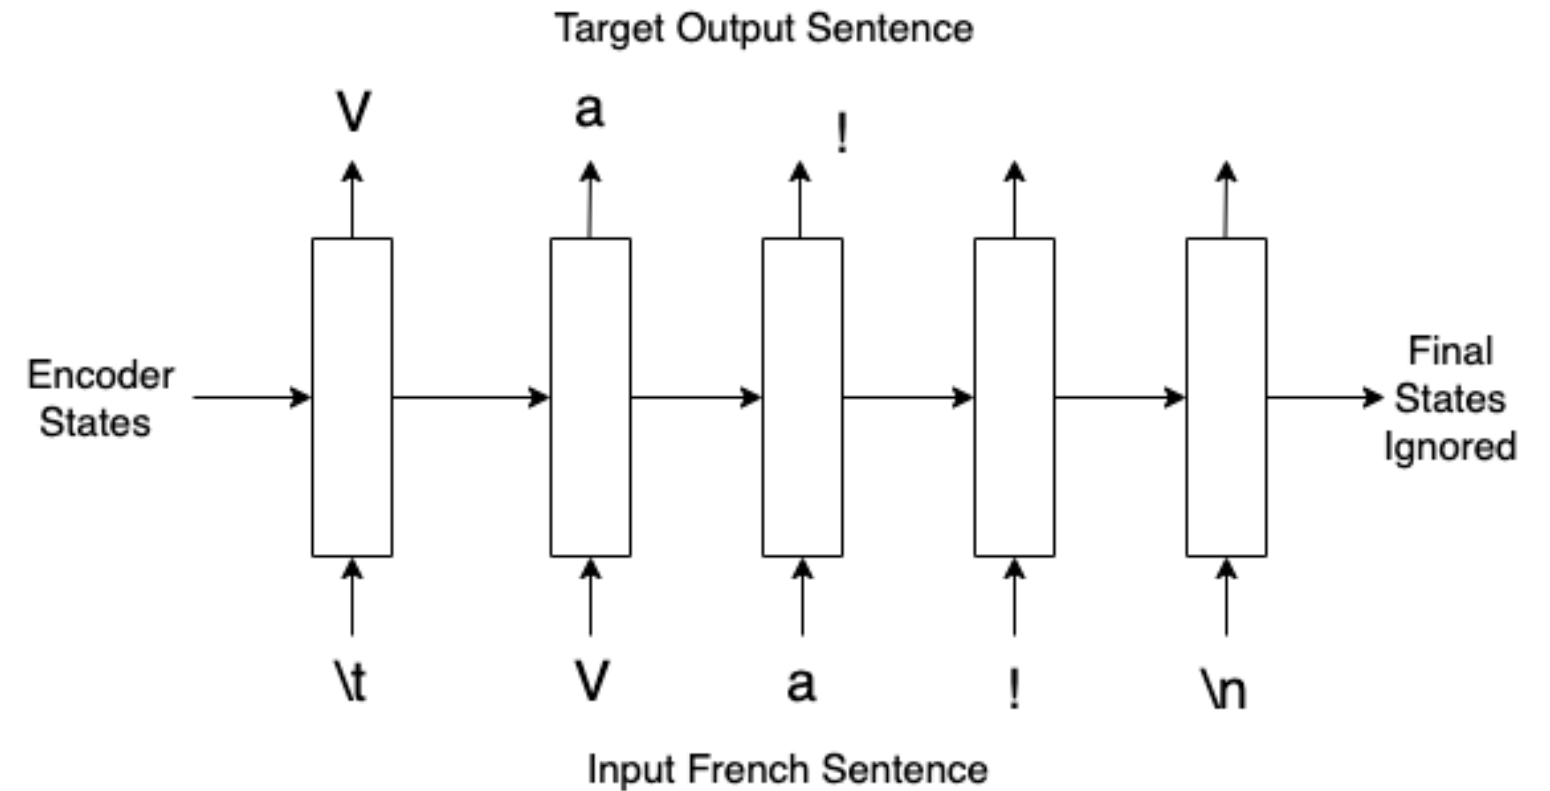 Target Output Sentence
V a !
Encoder
States
Final
States
Ignored
\t V a ! \n
Input French Sentence